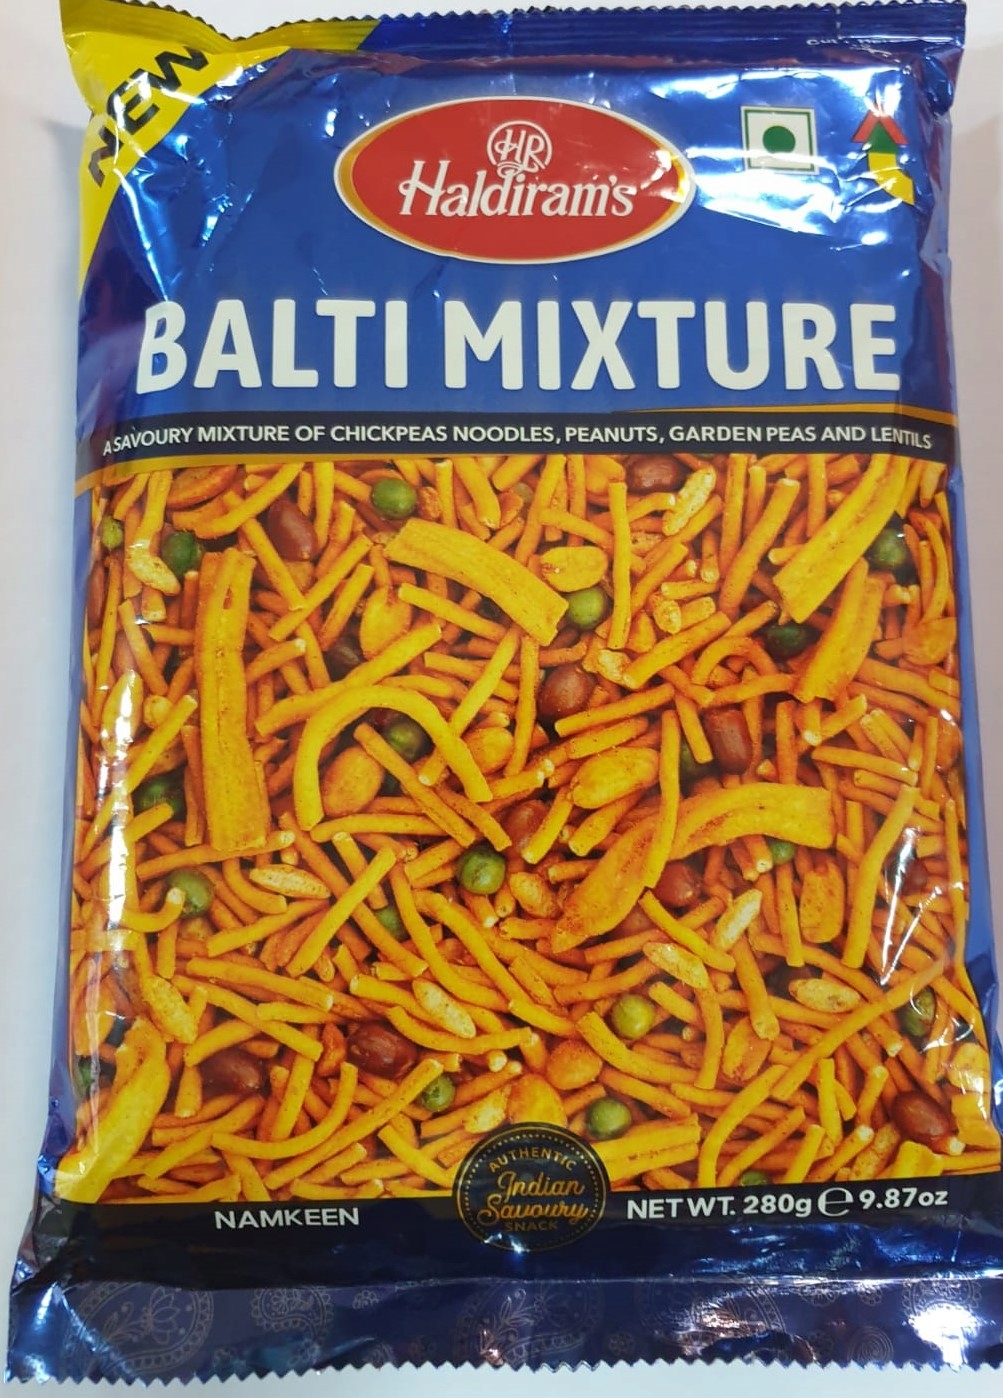 NEW
HR
Haldiram's
BALTI MIXTURE
A SAVOURY MIXTURE OF CHICKPEAS NOODLES, PEANUTS, GARDEN PEAS AND LENTILS
AUTHENTIC
Indian
Savoury
SNACK
NAMKEEN
NET WT. 280g ℮ 9.87oz